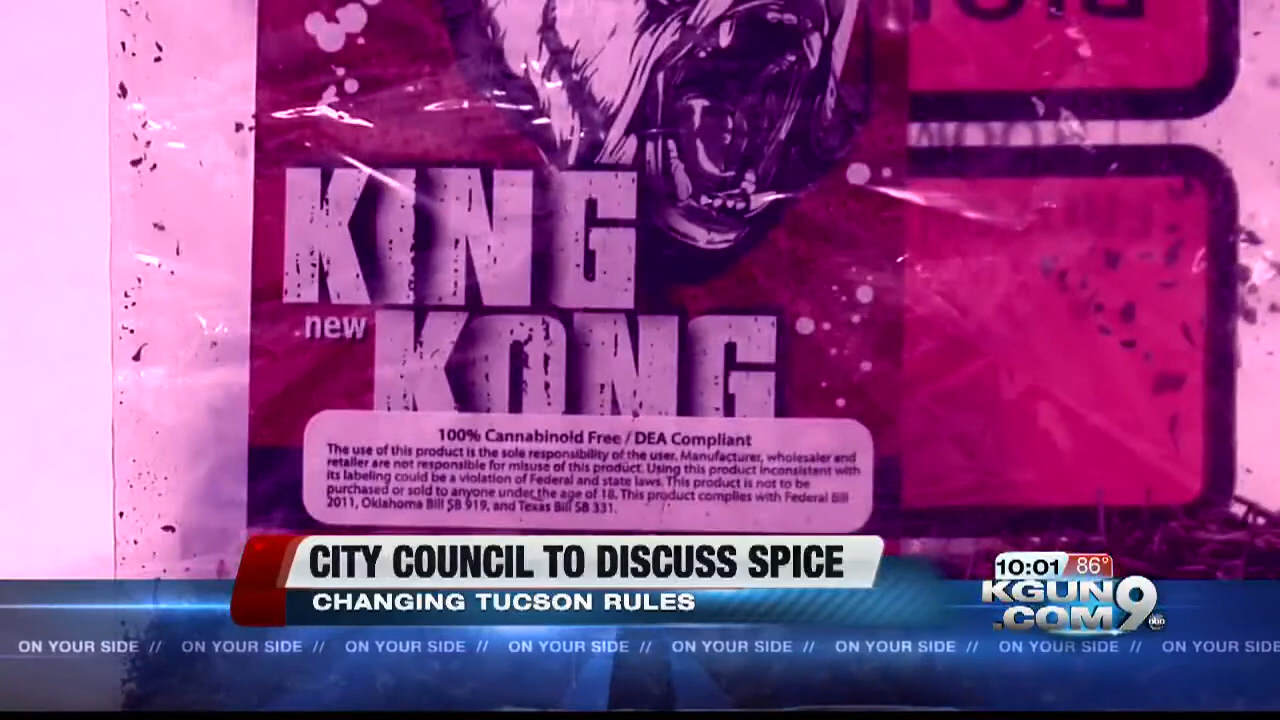 KING
new
KONG
100% Cannabinoid Free / DEA Compliant
The use of this product is the sole responsibility of the user. Manufacturer, wholesaler and
retailer are not responsible for misuse of this product. Using this product inconsistent with
its labeling could be a violation of Federal and state laws. This product is not to be
purchased or sold to anyone under the age of 18. This product complies with Federal Bill
2011, Oklahoma Bill SB 919, and Texas Bill SB 331.
CITY COUNCIL TO DISCUSS SPICE
CHANGING TUCSON RULES
10:01 86°
KGUN 9
.COM abc
ON YOUR SIDE // ON YOUR SIDE // ON YOUR SIDE // ON YOUR SIDE // ON YOUR SIDE // ON YOUR SIDE // ON YOUR SIDE // ON YOUR SIDE